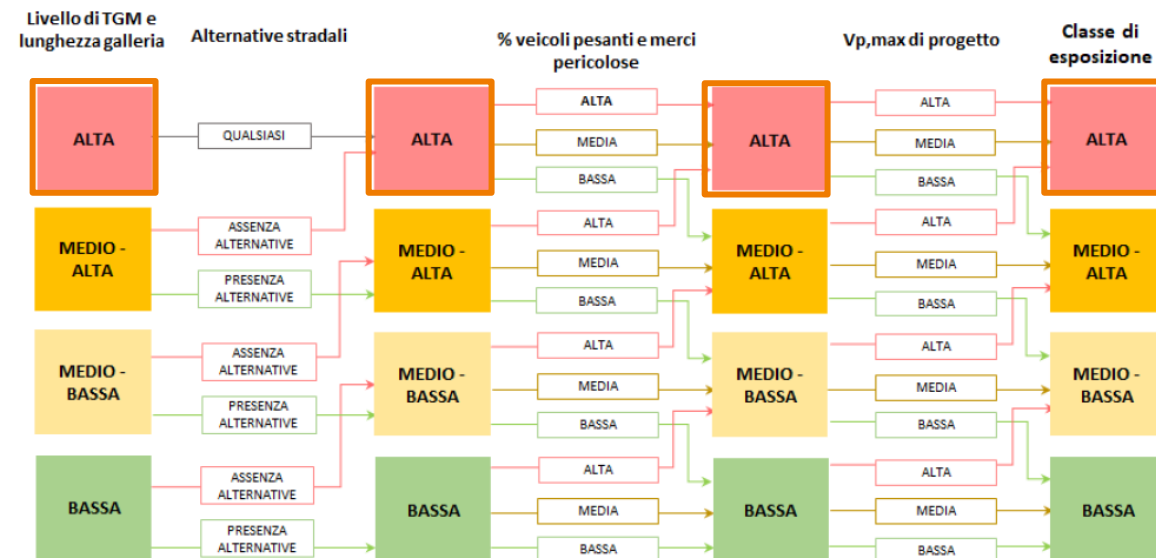 Livello di TGM e
lunghezza galleria
Alternative stradali
% veicoli pesanti e merci
pericolose
Vp,max di progetto
Classe di
esposizione
ALTA
QUALSIASI
ALTA
ALTA
MEDIA
BASSA
ALTA
ALTA
MEDIA
BASSA
ALTA
MEDIO -
ALTA
ASSENZA
ALTERNATIVE
PRESENZA
ALTERNATIVE
MEDIO -
ALTA
ALTA
MEDIA
BASSA
MEDIO -
ALTA
ALTA
MEDIA
BASSA
MEDIO -
ALTA
MEDIO -
BASSA
ASSENZA
ALTERNATIVE
PRESENZA
ALTERNATIVE
MEDIO -
BASSA
ALTA
MEDIA
BASSA
MEDIO -
BASSA
ALTA
MEDIA
BASSA
MEDIO -
BASSA
BASSA
ASSENZA
ALTERNATIVE
PRESENZA
ALTERNATIVE
BASSA
ALTA
MEDIA
BASSA
BASSA
ALTA
MEDIA
BASSA
BASSA